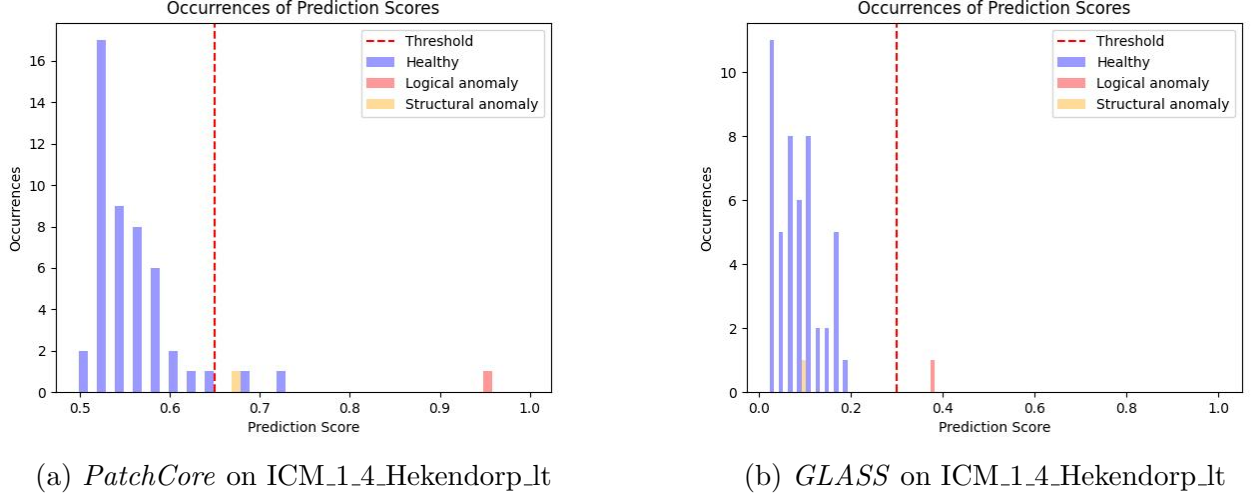 Occurrences of Prediction Scores
Threshold
Healthy
Logical anomaly
Structural anomaly
16
14
12
10
8
6
4
2
0
Occurrences
0.5 0.6 0.7 0.8 0.9 1.0
Prediction Score
(a) PatchCore on ICM_1_4_Hekendorp_lt
Occurrences of Prediction Scores
Threshold
Healthy
Logical anomaly
Structural anomaly
10
8
6
4
2
0
Occurrences
0.0 0.2 0.4 0.6 0.8 1.0
Prediction Score
(b) GLASS on ICM_1_4_Hekendorp_lt